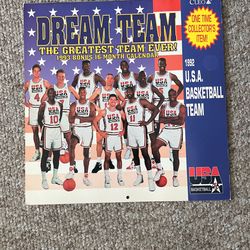 DREAM TEAM
THE GREATEST TEAM EVER!
1993 BONUS 16 MONTH CALENDAR
CLEO
ONE TIME
COLLECTOR'S
ITEM!
1992
U.S.A.
BASKETBALL
TEAM
USA
BASKETBALL